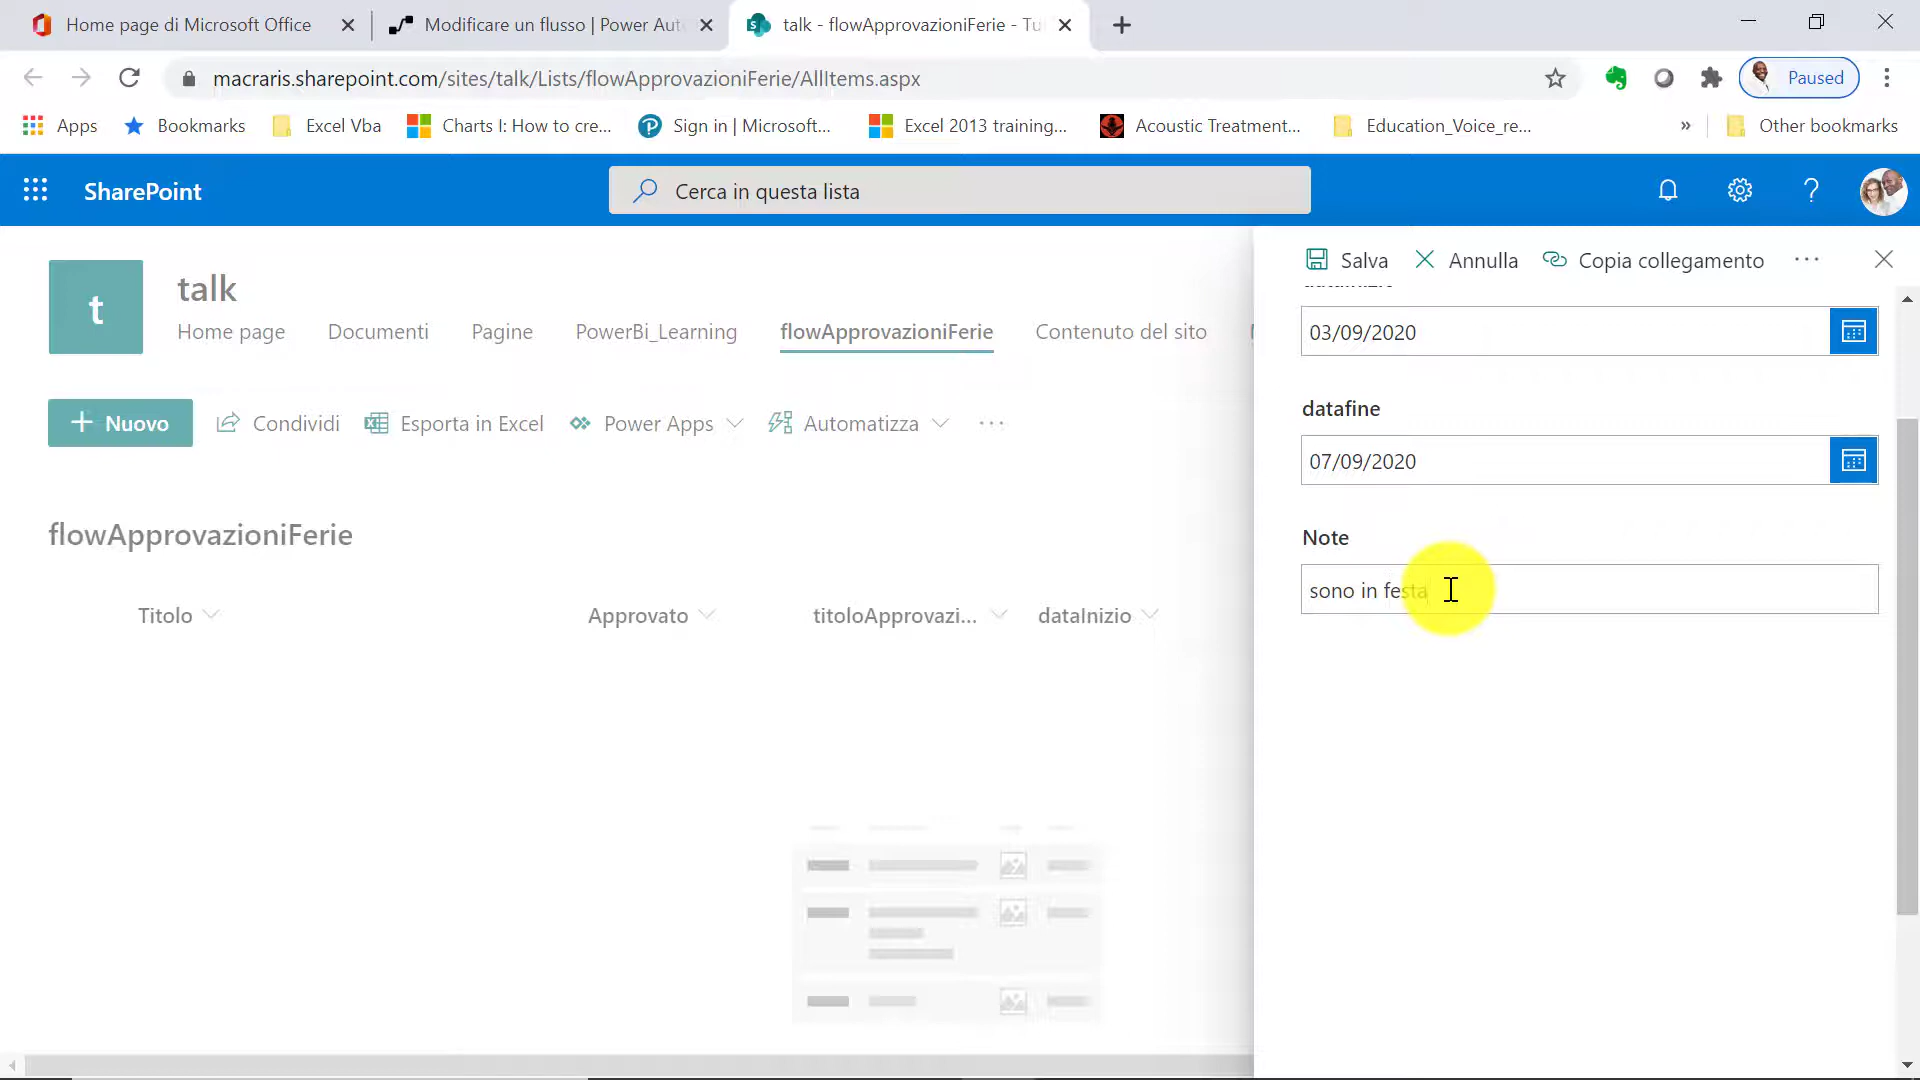 Home page di Microsoft Office
Modificare un flusso | Power Aut
talk - flowApprovazioniFerie - Tu
macraris.sharepoint.com/sites/talk/Lists/flowApprovazioniFerie/AllItems.aspx
Paused
Apps
Bookmarks
Excel Vba
Charts I: How to cre...
Sign in | Microsoft...
Excel 2013 training...
Acoustic Treatment...
Education_Voice_re...
»
Other bookmarks
SharePoint
Cerca in questa lista
t
talk
Home page
Documenti
Pagine
PowerBi_Learning
flowApprovazioniFerie
Contenuto del sito
+ Nuovo
Condividi
Esporta in Excel
Power Apps
Automatizza
...
flowApprovazioniFerie
Titolo
Approvato
titoloApprovazi...
dataInizio
Salva
Annulla
Copia collegamento
...
03/09/2020
datafine
07/09/2020
Note
sono in festa